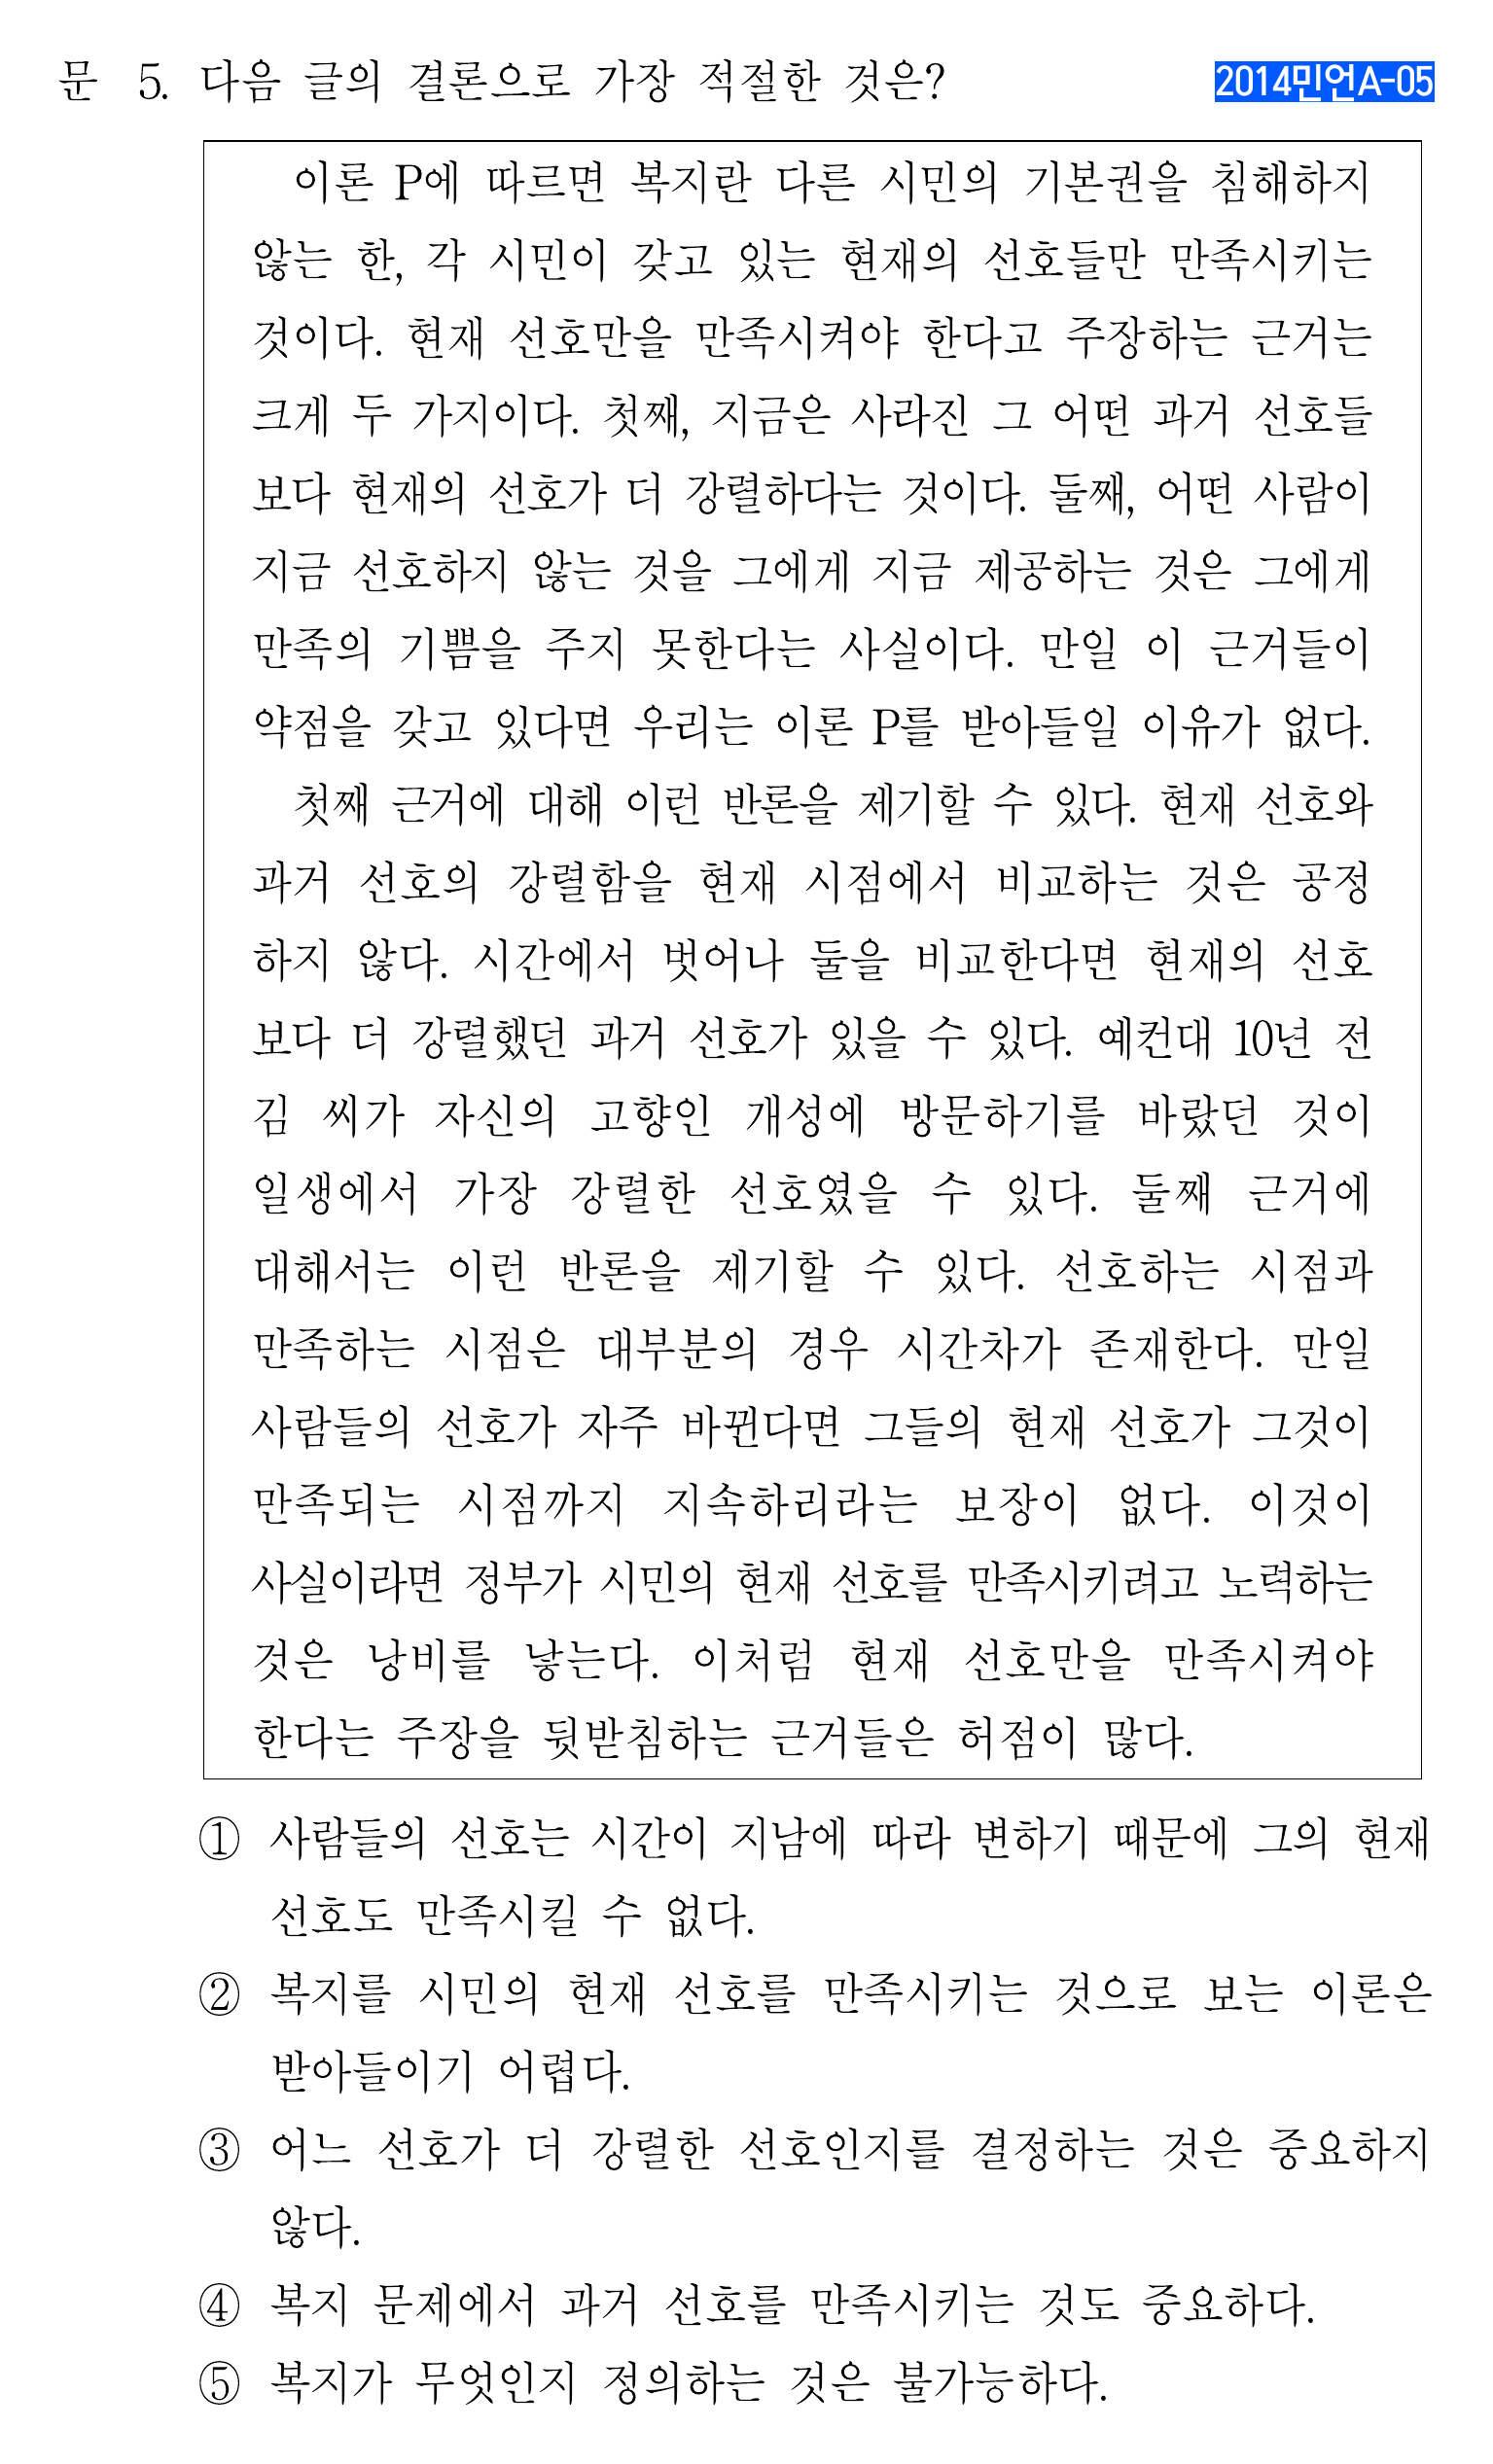 문 5. 다음 글의 결론으로 가장 적절한 것은?
2014민언A-05
이론 P에 따르면 복지란 다른 시민의 기본권을 침해하지
않는 한, 각 시민이 갖고 있는 현재의 선호들만 만족시키는
것이다. 현재 선호만을 만족시켜야 한다고 주장하는 근거는
크게 두 가지이다. 첫째, 지금은 사라진 그 어떤 과거 선호들
보다 현재의 선호가 더 강렬하다는 것이다. 둘째, 어떤 사람이
지금 선호하지 않는 것을 그에게 지금 제공하는 것은 그에게
만족의 기쁨을 주지 못한다는 사실이다. 만일 이 근거들이
약점을 갖고 있다면 우리는 이론 P를 받아들일 이유가 없다.
첫째 근거에 대해 이런 반론을 제기할 수 있다. 현재 선호와
과거 선호의 강렬함을 현재 시점에서 비교하는 것은 공정
하지 않다. 시간에서 벗어나 둘을 비교한다면 현재의 선호
보다 더 강렬했던 과거 선호가 있을 수 있다. 예컨대 10년 전
김 씨가 자신의 고향인 개성에 방문하기를 바랐던 것이
일생에서 가장 강렬한 선호였을 수 있다. 둘째 근거에
대해서는 이런 반론을 제기할 수 있다. 선호하는 시점과
만족하는 시점은 대부분의 경우 시간차가 존재한다. 만일
사람들의 선호가 자주 바뀐다면 그들의 현재 선호가 그것이
만족되는 시점까지 지속하리라는 보장이 없다. 이것이
사실이라면 정부가 시민의 현재 선호를 만족시키려고 노력하는
것은 낭비를 낳는다. 이처럼 현재 선호만을 만족시켜야
한다는 주장을 뒷받침하는 근거들은 허점이 많다.
① 사람들의 선호는 시간이 지남에 따라 변하기 때문에 그의 현재
선호도 만족시킬 수 없다.
② 복지를 시민의 현재 선호를 만족시키는 것으로 보는 이론은
받아들이기 어렵다.
③ 어느 선호가 더 강렬한 선호인지를 결정하는 것은 중요하지
않다.
④ 복지 문제에서 과거 선호를 만족시키는 것도 중요하다.
⑤ 복지가 무엇인지 정의하는 것은 불가능하다.